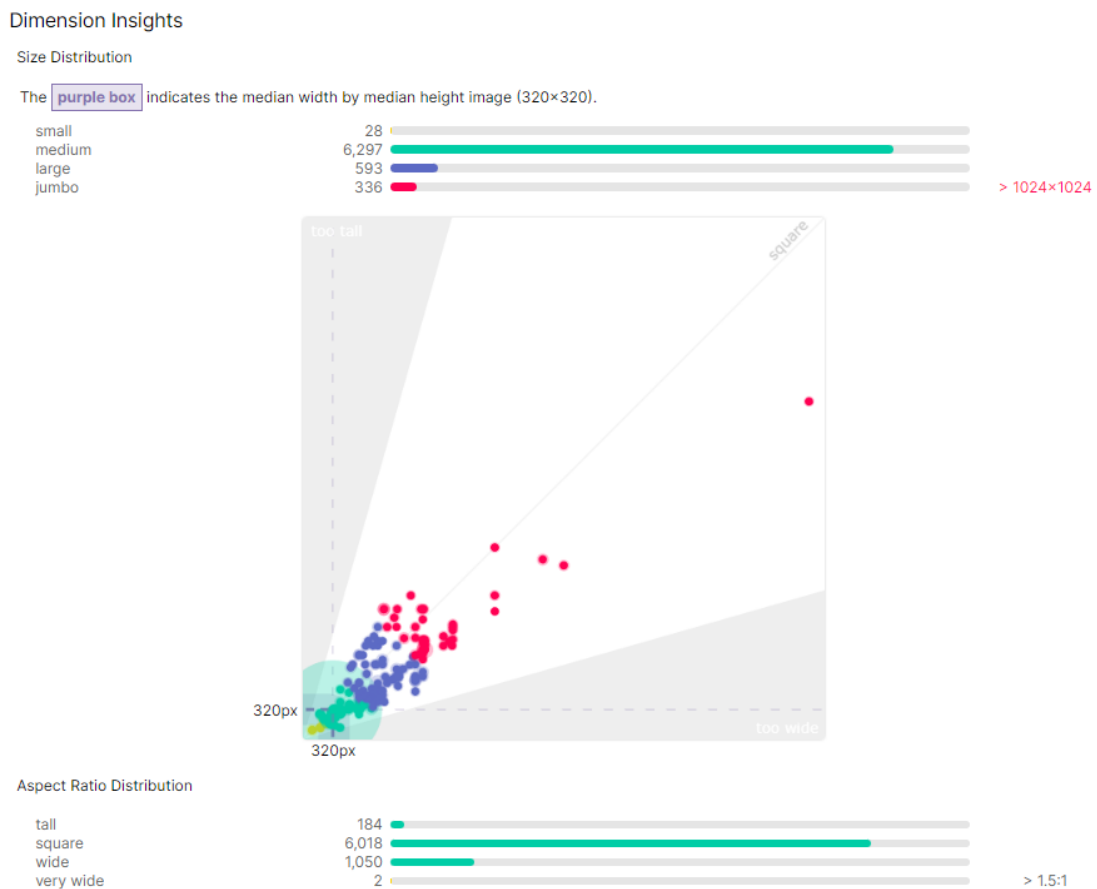 Dimension Insights
Size Distribution
The purple box indicates the median width by median height image (320×320).
small 28
medium 6,297
large 593
jumbo 336 > 1024×1024
too tall
square
320px
too wide
320px
Aspect Ratio Distribution
tall 184
square 6,018
wide 1,050
very wide 2 > 1.5:1